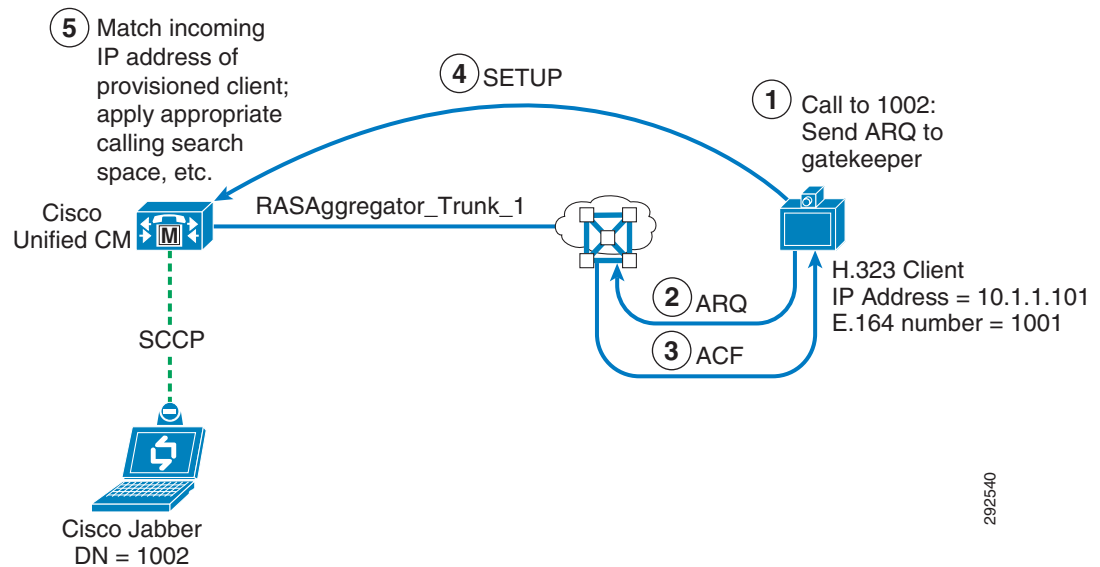 5 Match incoming
IP address of
provisioned client;
apply appropriate
calling search
space, etc.
4 SETUP
1 Call to 1002:
Send ARQ to
gatekeeper
Cisco
Unified CM
M
RASAggregator_Trunk_1
2 ARQ
3 ACF
H.323 Client
IP Address = 10.1.1.101
E.164 number = 1001
SCCP
Cisco Jabber
DN = 1002
292540